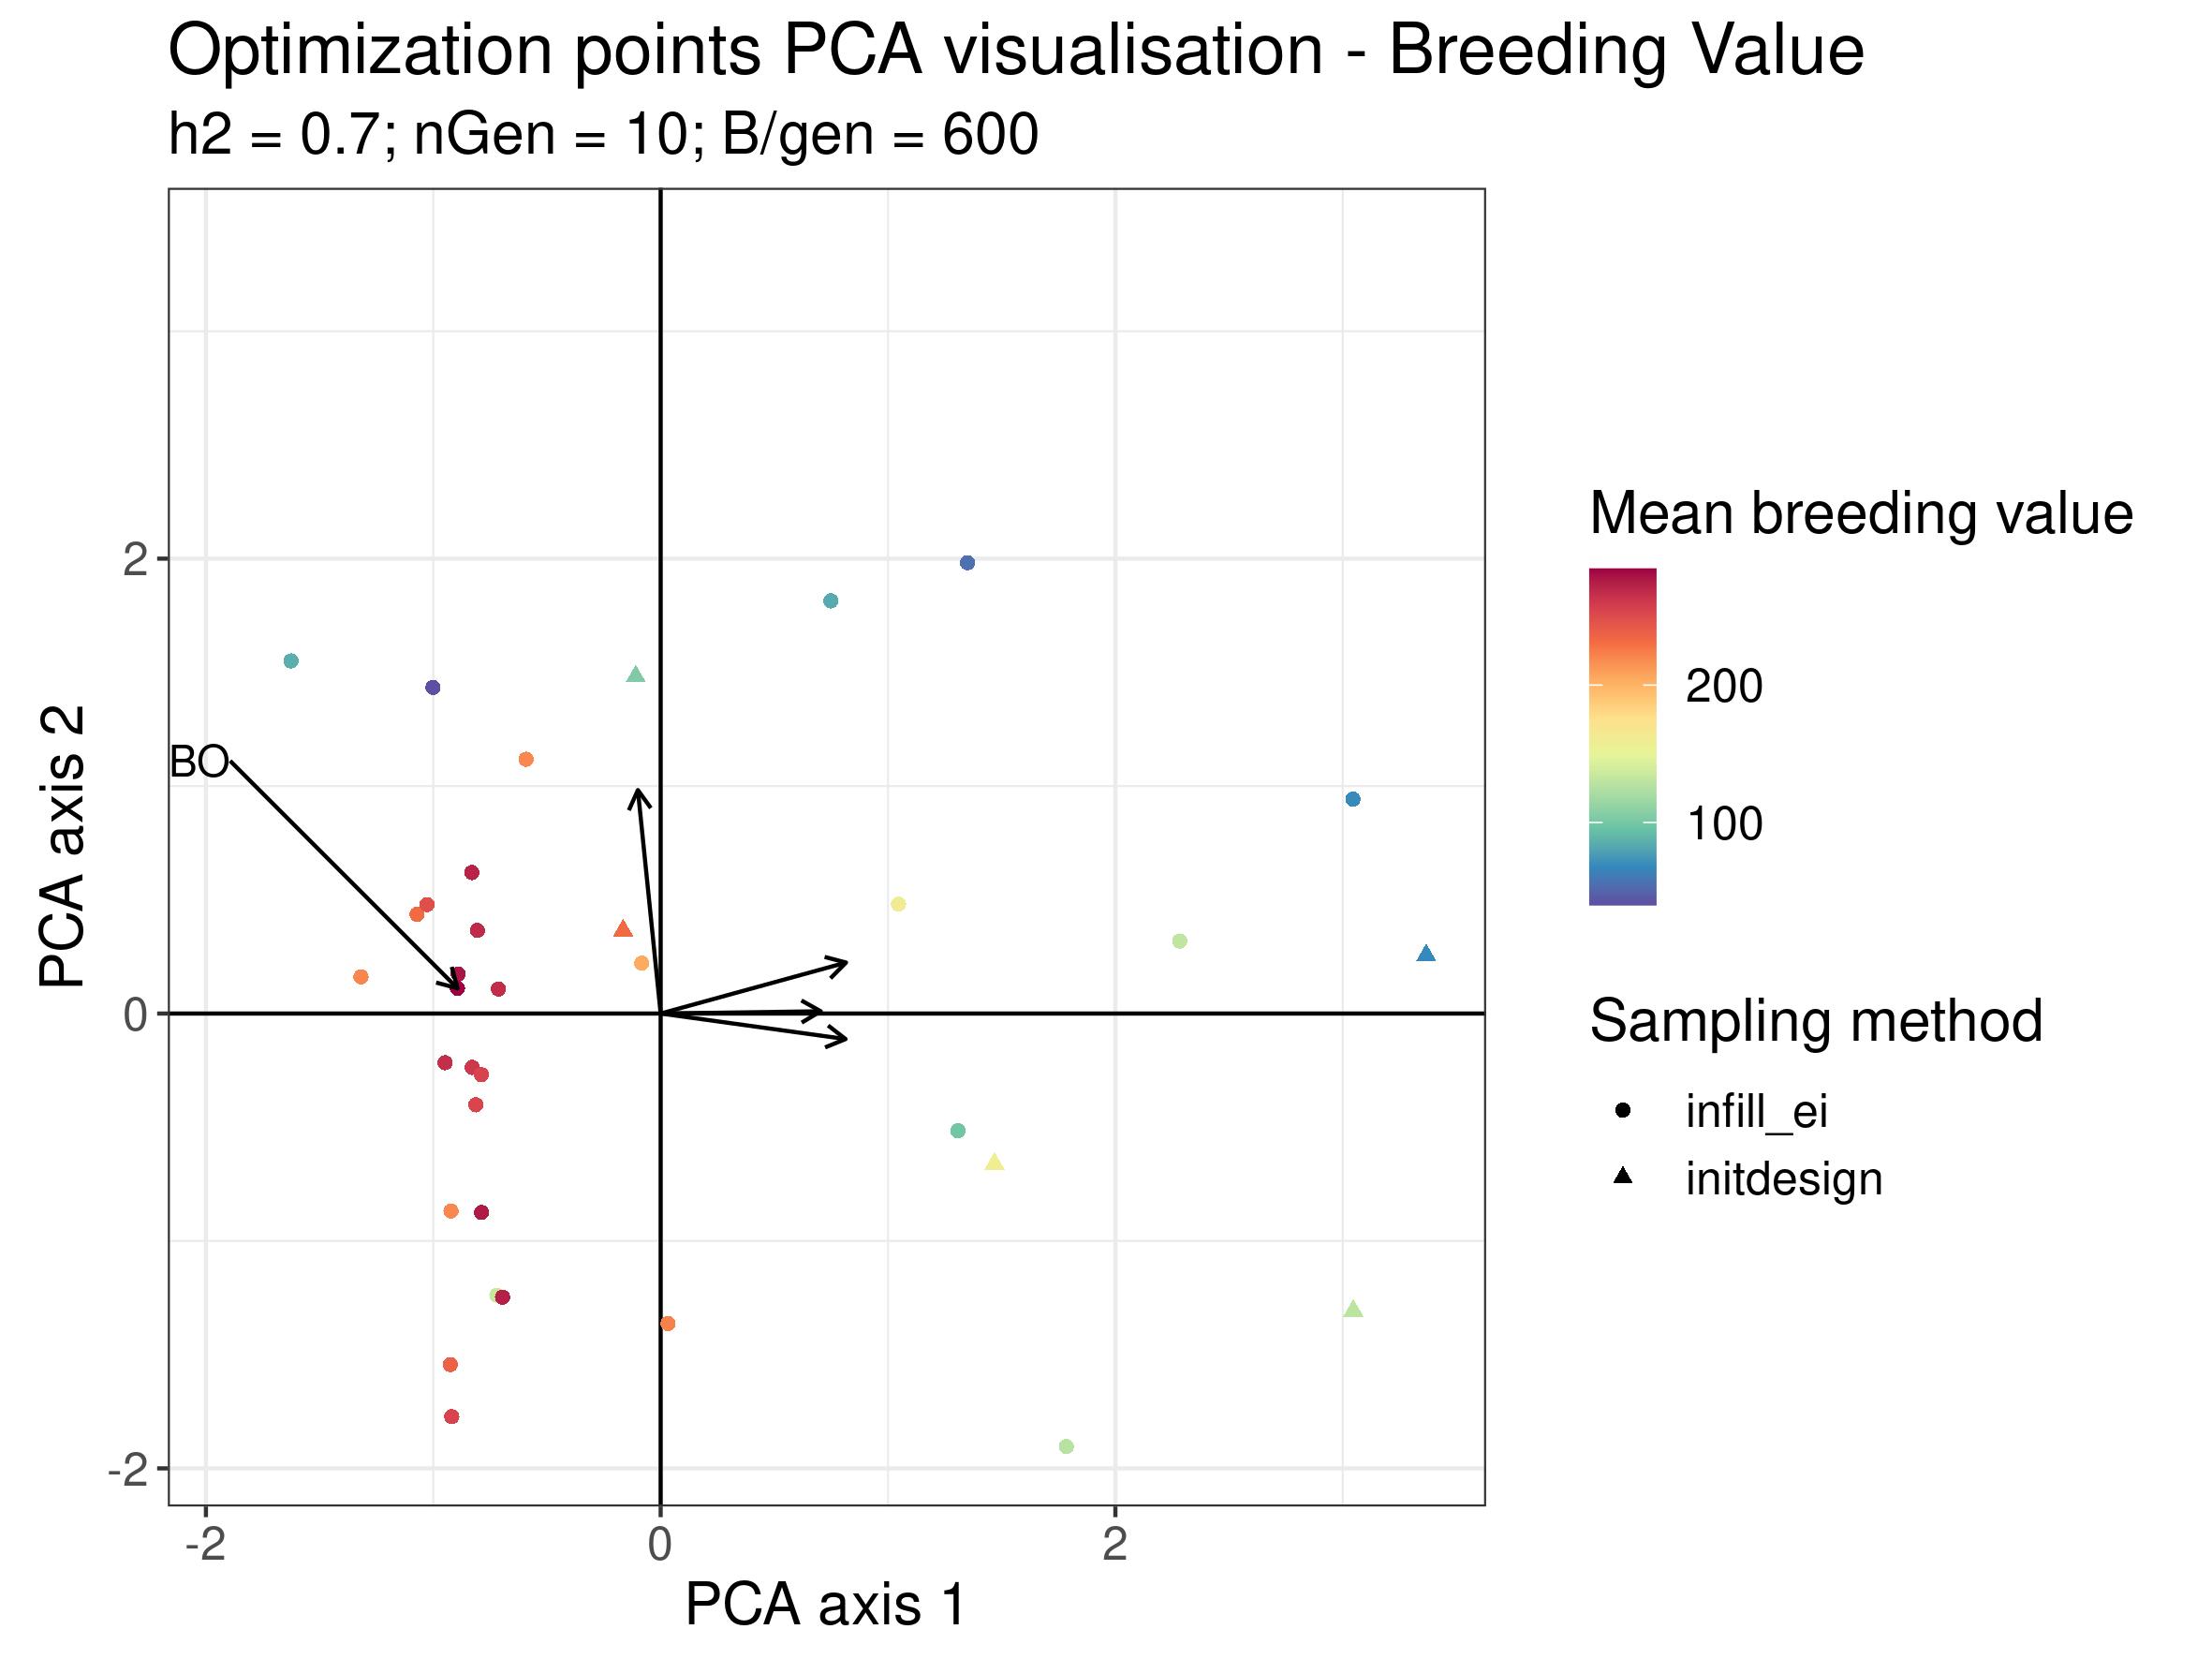 Optimization points PCA visualisation - Breeding Value
h2 = 0.7; nGen = 10; B/gen = 600
PCA axis 2
2
0
-2
BO
-2
0
2
PCA axis 1
Mean breeding value
200
100
Sampling method
infill_ei
initdesign